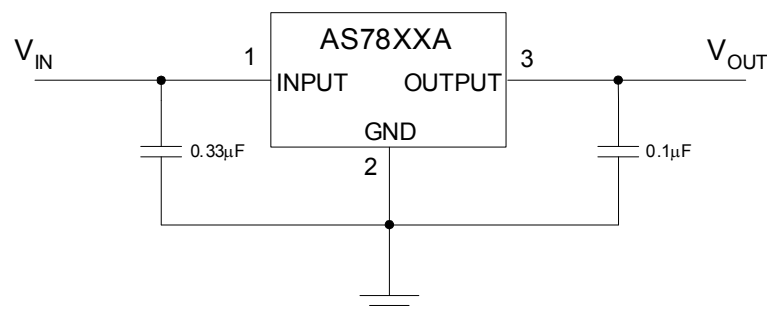 AS78XXA
V_IN
1
INPUT
OUTPUT
3
V_OUT
GND
2
0.33µF
0.1µF